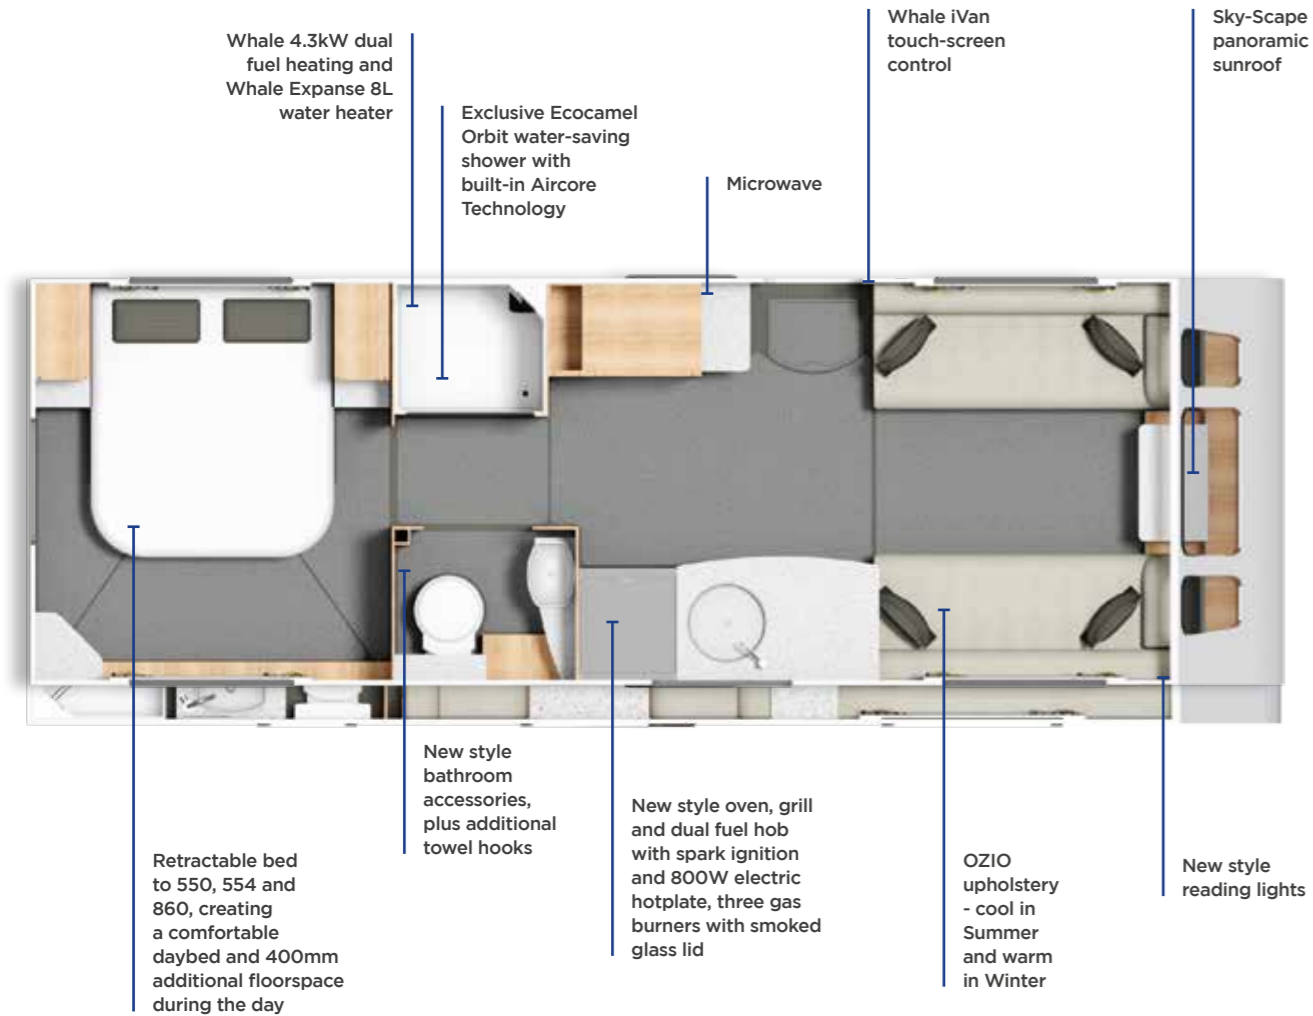 Whale 4.3kW dual
fuel heating and
Whale Expanse 8L
water heater
Exclusive Ecocamel
Orbit water-saving
shower with
built-in Aircore
Technology
Microwave
Whale iVan
touch-screen
control
Sky-Scape
panoramic
sunroof
Retractable bed
to 550, 554 and
860, creating
a comfortable
daybed and 400mm
additional floorspace
during the day
New style
bathroom
accessories,
plus additional
towel hooks
New style oven, grill
and dual fuel hob
with spark ignition
and 800W electric
hotplate, three gas
burners with smoked
glass lid
OZIO
upholstery
- cool in
Summer
and warm
in Winter
New style
reading lights